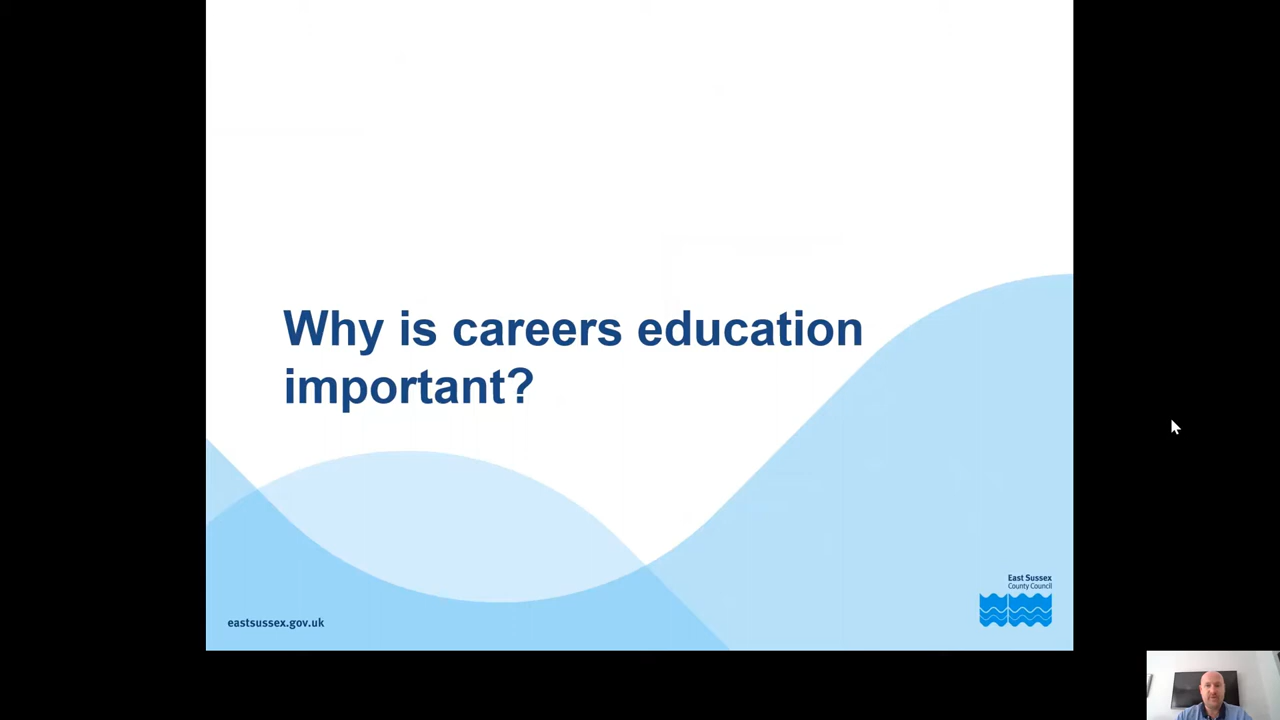 Why is careers education
important?
East Sussex
County Council
eastsussex.gov.uk